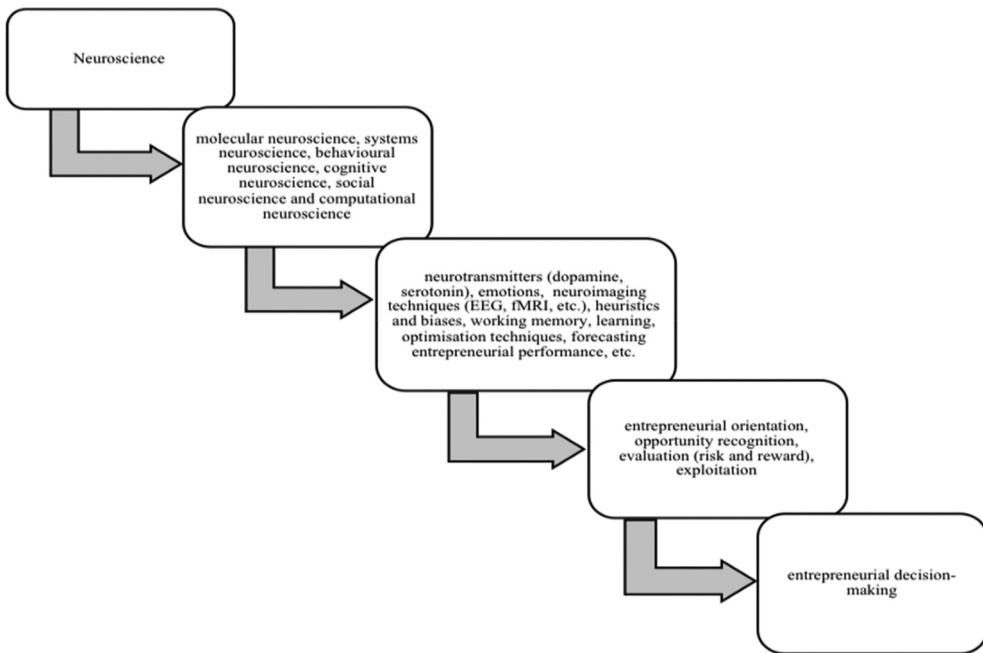 Neuroscience
molecular neuroscience, systems
neuroscience, behavioural
neuroscience, cognitive
neuroscience, social
neuroscience and computational
neuroscience
neurotransmitters (dopamine,
serotonin), emotions, neuroimaging
techniques (EEG, fMRI, etc.), heuristics
and biases, working memory, learning,
optimisation techniques, forecasting
entrepreneurial performance, etc.
entrepreneurial orientation,
opportunity recognition,
evaluation (risk and reward),
exploitation
entrepreneurial decision-
making